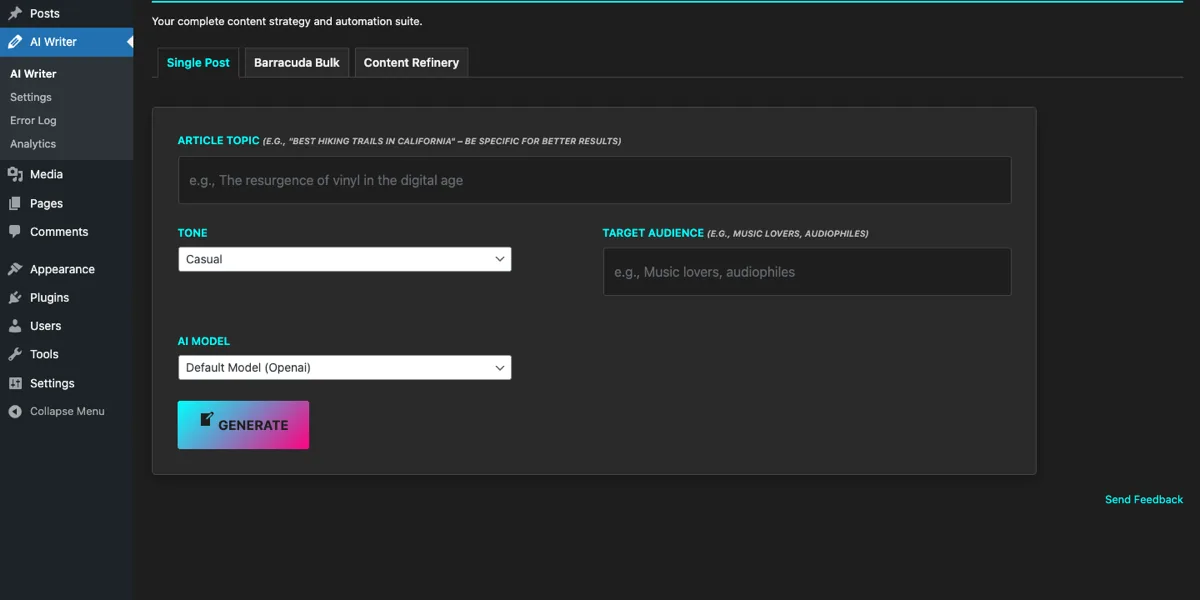 Posts
AI Writer
AI Writer
Settings
Error Log
Analytics
Media
Pages
Comments
Appearance
Plugins
Users
Tools
Settings
Collapse Menu
Your complete content strategy and automation suite.
Single Post
Barracuda Bulk
Content Refinery
ARTICLE TOPIC (E.G., "BEST HIKING TRAILS IN CALIFORNIA" – BE SPECIFIC FOR BETTER RESULTS)
e.g., The resurgence of vinyl in the digital age
TONE
Casual
TARGET AUDIENCE (E.G., MUSIC LOVERS, AUDIOPHILES)
e.g., Music lovers, audiophiles
AI MODEL
Default Model (Openai)
GENERATE
Send Feedback